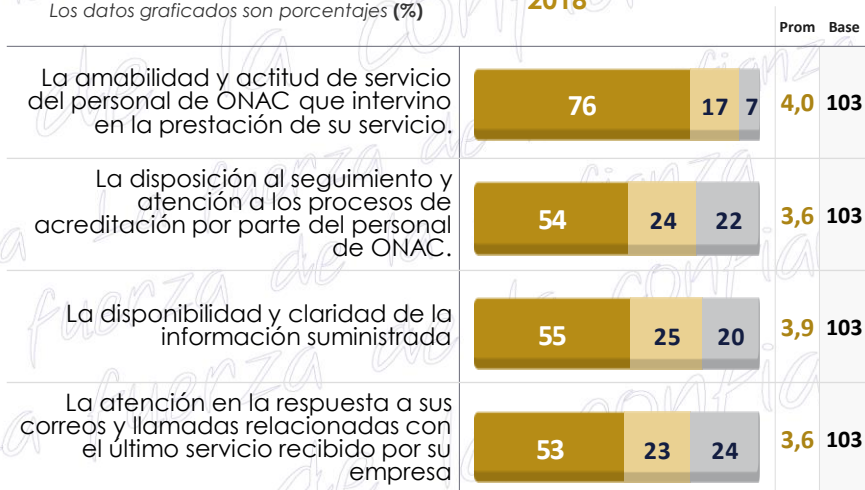 Los datos graficados son porcentajes (%)
2018
Prom Base
La amabilidad y actitud de servicio
del personal de ONAC que intervino
en la prestación de su servicio.
76 17 7 4,0 103
La disposición al seguimiento y
atención a los procesos de
acreditación por parte del personal
de ONAC.
54 24 22 3,6 103
La disponibilidad y claridad de la
información suministrada
55 25 20 3,9 103
La atención en la respuesta a sus
correos y llamadas relacionadas con
el último servicio recibido por su
empresa
53 23 24 3,6 103